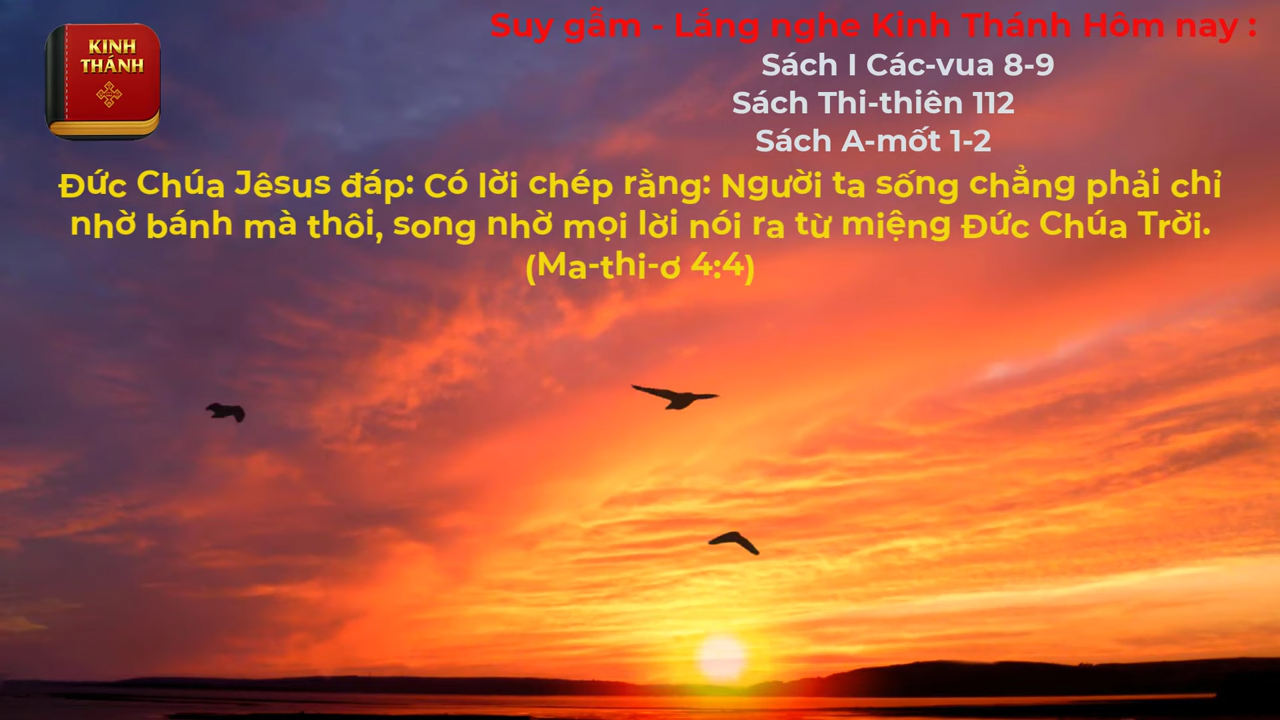 KINH
THÁNH
Suy gẫm - Lắng nghe Kinh Thánh Hôm nay :
Sách I Các-vua 8-9
Sách Thi-thiên 112
Sách A-mốt 1-2
Đức Chúa Jêsus đáp: Có lời chép rằng: Người ta sống chẳng phải chỉ
nhờ bánh mà thôi, song nhờ mọi lời nói ra từ miệng Đức Chúa Trời.
(Ma-thi-ơ 4:4)